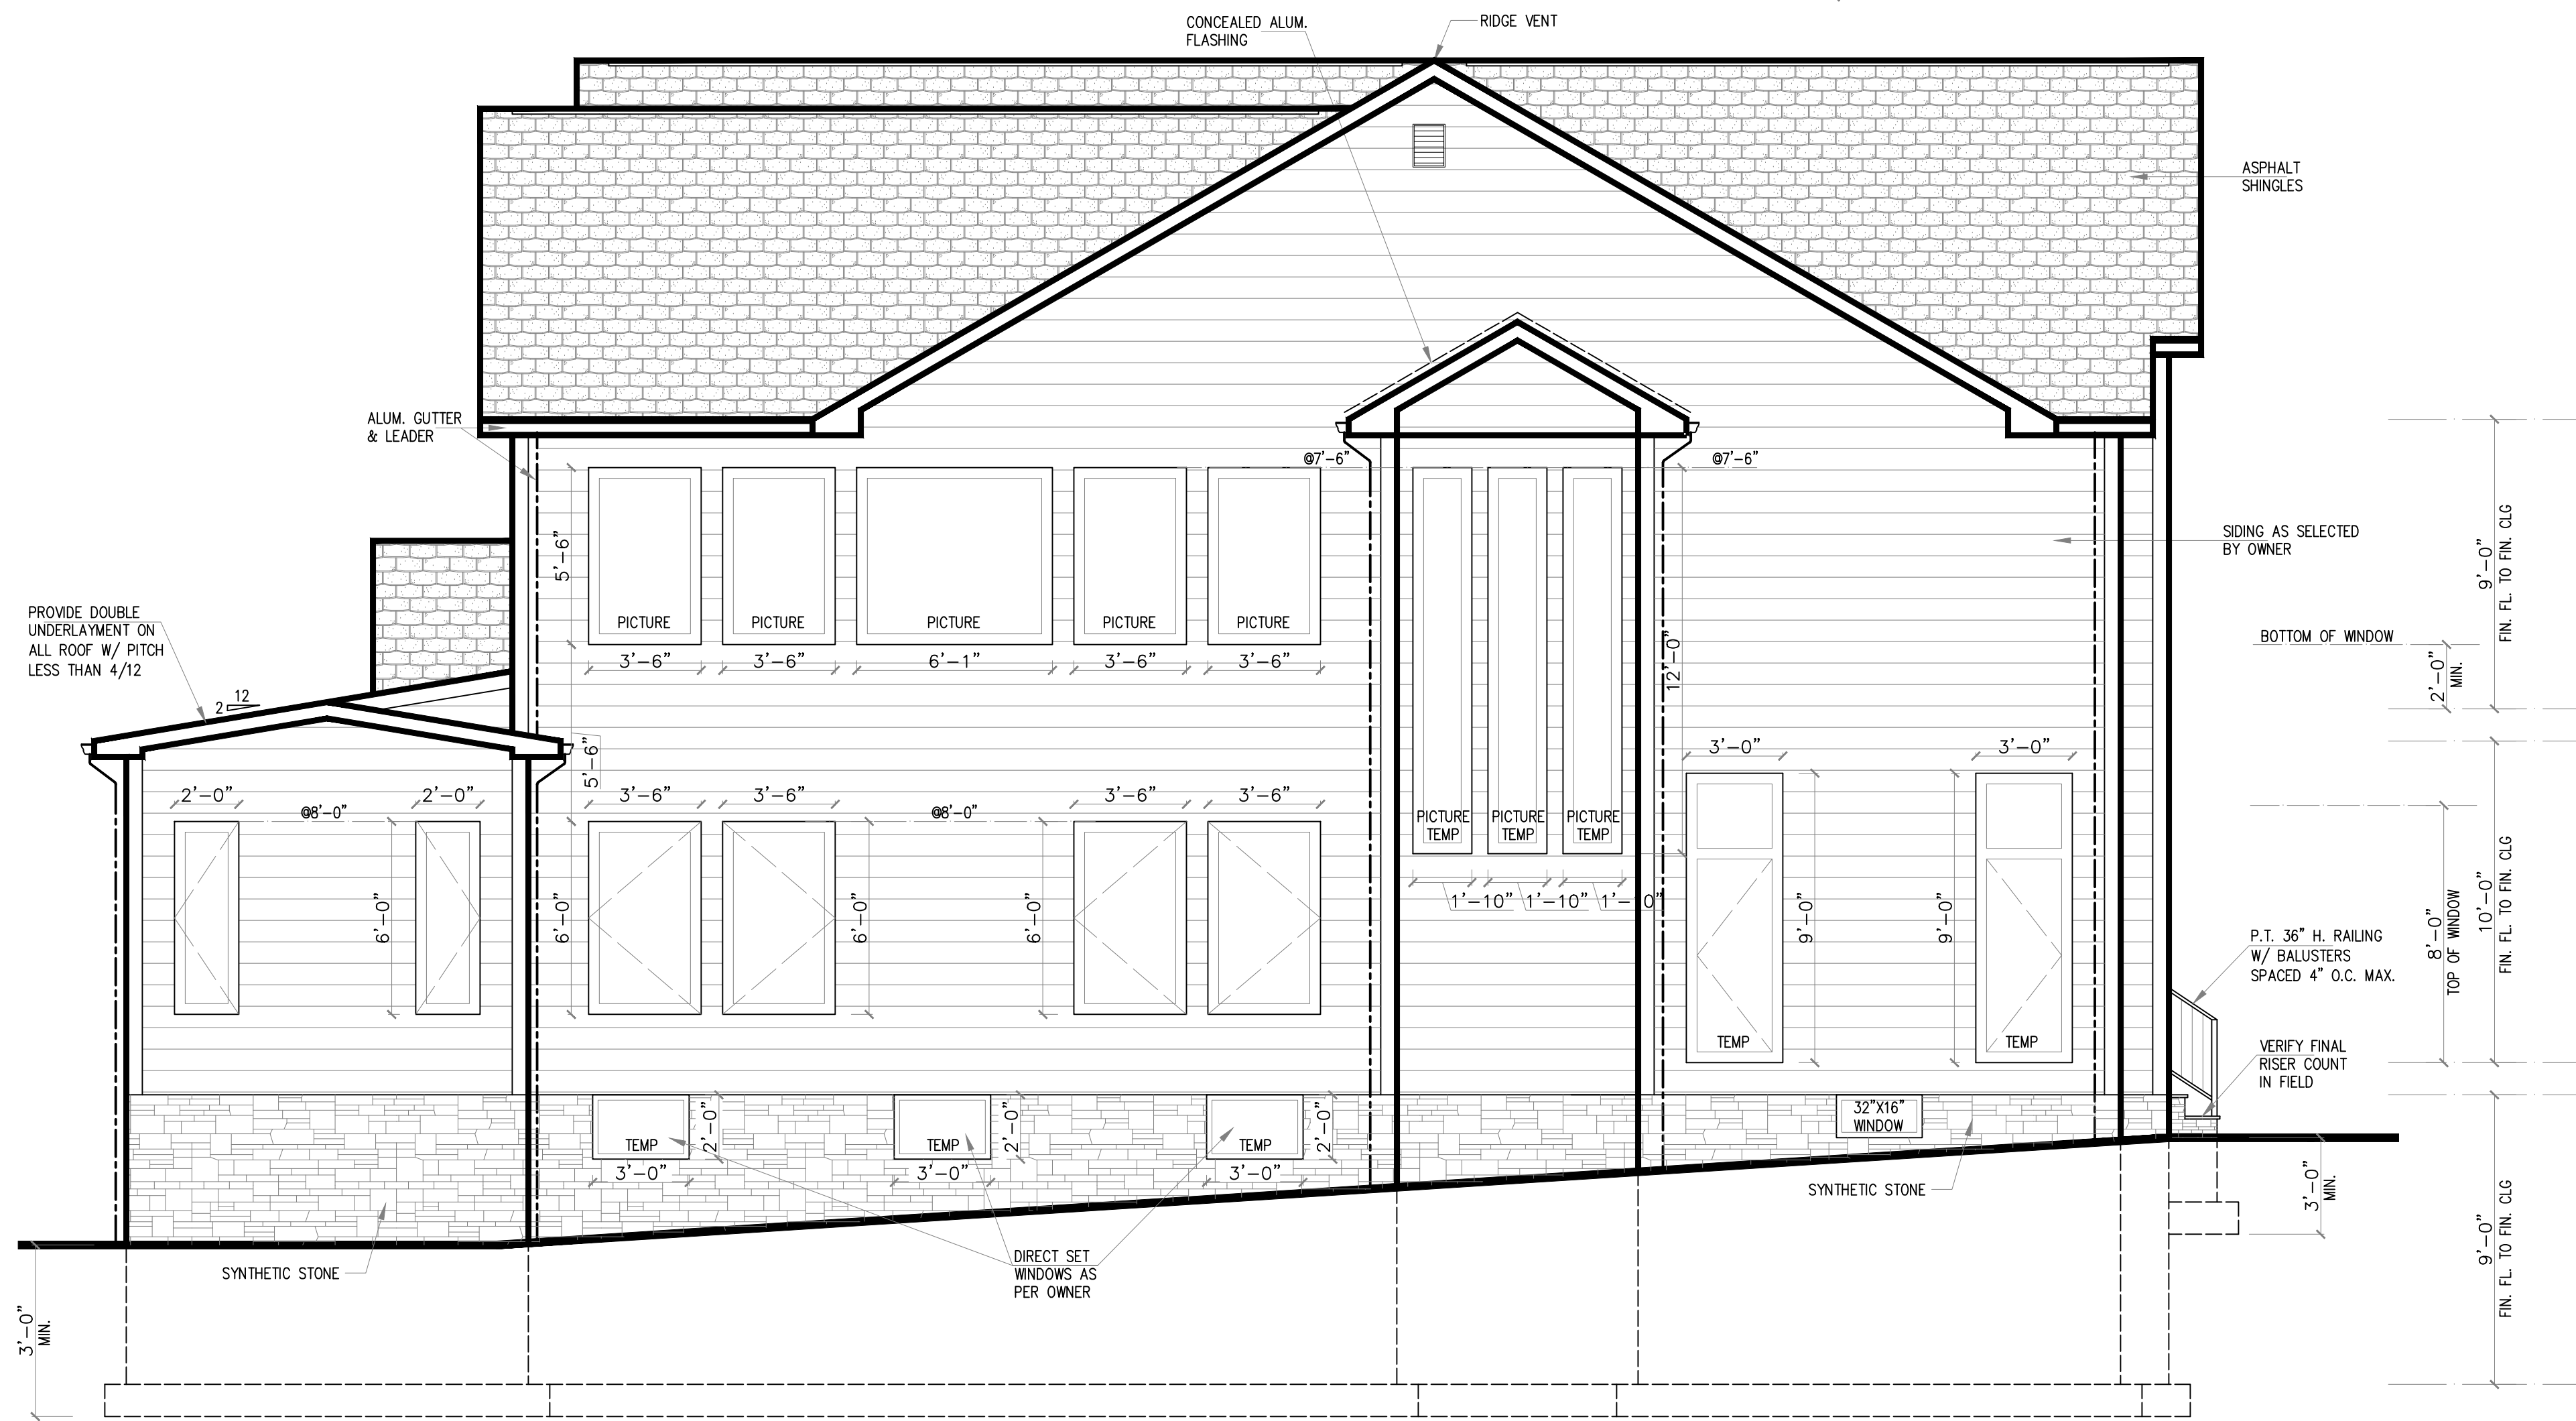 CONCEALED ALUM.
FLASHING
RIDGE VENT
ASPHALT
SHINGLES
ALUM. GUTTER
& LEADER
@7'-6"
@7'-6"
SIDING AS SELECTED
BY OWNER
9'-0"
FIN. FL. TO FIN. CLG
5'-6"
PICTURE
PICTURE
PICTURE
PICTURE
PICTURE
3'-6"
3'-6"
6'-1"
3'-6"
3'-6"
12'-0"
BOTTOM OF WINDOW
2'-0"
MIN.
PROVIDE DOUBLE
UNDERLAYMENT ON
ALL ROOF W/ PITCH
LESS THAN 4/12
12
2
5'-6"
3'-0"
3'-0"
2'-0"
2'-0"
@8'-0"
3'-6"
3'-6"
@8'-0"
3'-6"
3'-6"
PICTURE
TEMP
PICTURE
TEMP
PICTURE
TEMP
1'-10"
1'-10"
1'-10"
6'-0"
6'-0"
6'-0"
6'-0"
9'-0"
9'-0"
TEMP
TEMP
8'-0"
TOP OF WINDOW
10'-0"
FIN. FL. TO FIN. CLG
P.T. 36" H. RAILING
W/ BALUSTERS
SPACED 4" O.C. MAX.
VERIFY FINAL
RISER COUNT
IN FIELD
TEMP
2'-0"
3'-0"
TEMP
2'-0"
3'-0"
TEMP
2'-0"
3'-0"
32"X16"
WINDOW
SYNTHETIC STONE
SYNTHETIC STONE
DIRECT SET
WINDOWS AS
PER OWNER
3'-0"
MIN.
3'-0"
MIN.
9'-0"
FIN. FL. TO FIN. CLG